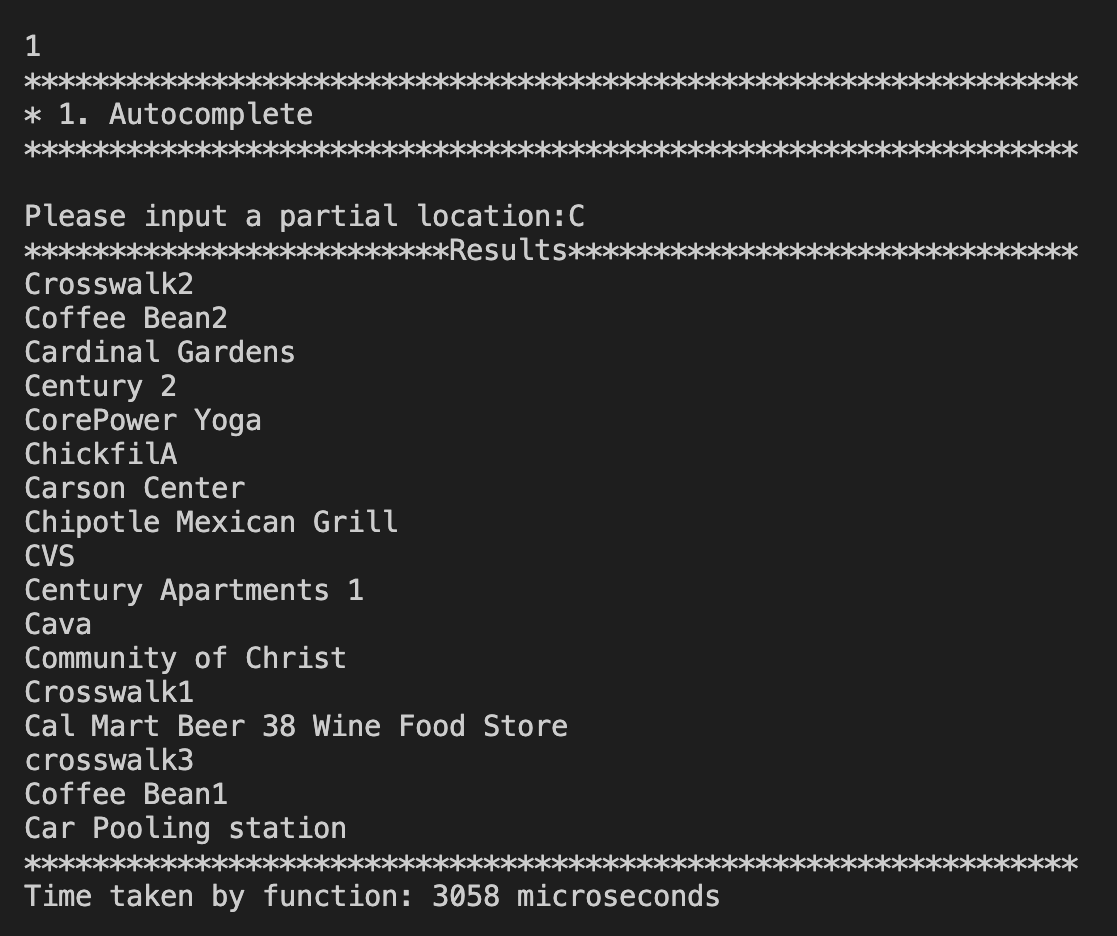 1
**************************************************************
* 1. Autocomplete
**************************************************************
Please input a partial location:C
*************************Results******************************
Crosswalk2
Coffee Bean2
Cardinal Gardens
Century 2
CorePower Yoga
ChickfilA
Carson Center
Chipotle Mexican Grill
CVS
Century Apartments 1
Cava
Community of Christ
Crosswalk1
Cal Mart Beer 38 Wine Food Store
crosswalk3
Coffee Bean1
Car Pooling station
**************************************************************
Time taken by function: 3058 microseconds